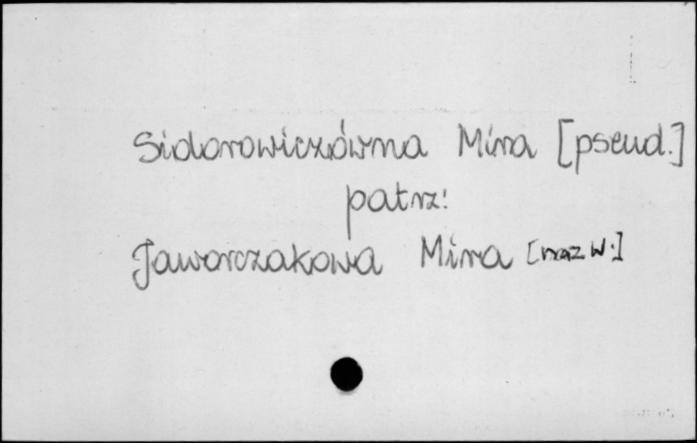 Sidorowiczówna Mira [pseud.]
patrz:
Jaworczakowa Mira [nazw.]